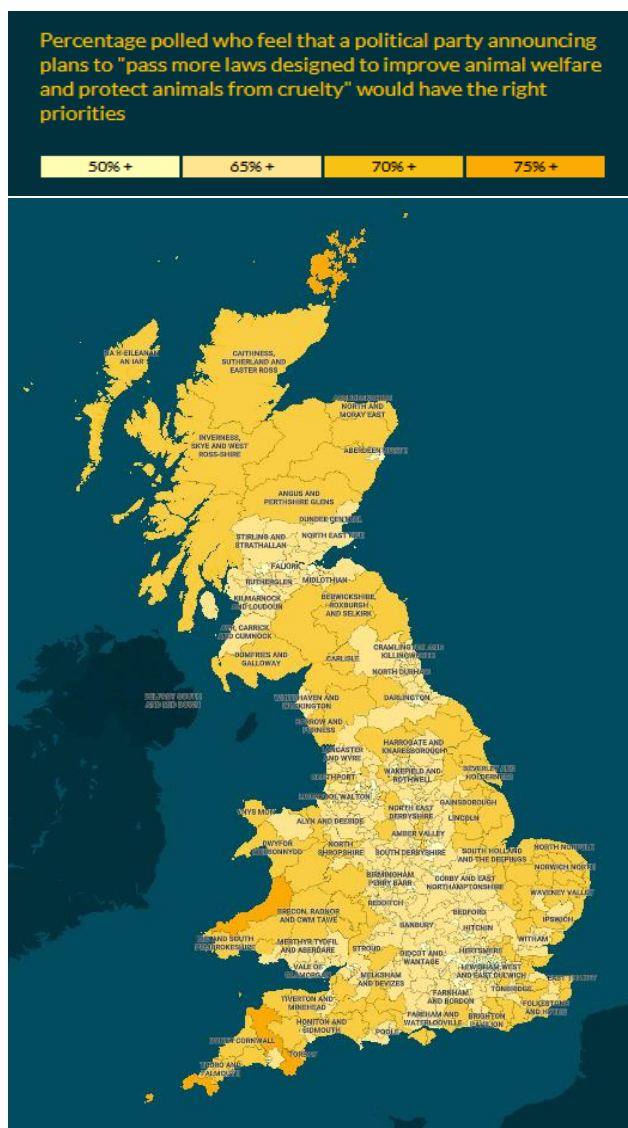 Percentage polled who feel that a political party announcing
plans to "pass more laws designed to improve animal welfare
and protect animals from cruelty" would have the right
priorities
50% +
65% +
70% +
75% +
AN IAR
CAITHNESS,
SUTHERLAND AND
EASTER ROSS
NORTH AND
MORAY EAST
INVERNESS,
SKYE AND WEST
ROSS-SHIRE
ABERDEEN
ANGUS AND
PERTHSHIRE GLENS
DUNDEE CENTRAL
STIRLING AND
STRATHALLAN
NORTH EAST FIFE
FALKIRK
RUTHERGLEN
MIDLOTHIAN
KILMARNOCK
AND LOUDOUN
BERWICKSHIRE,
ROXBURGH
AND SELKIRK
AYR, CARRICK
AND CUMNOCK
DUMFRIES AND
GALLOWAY
CARLISLE
CRAMLINGTON AND
KILLINGWORTH
NORTH DURHAM
BELFAST SOUTH
AND MID DOWN
WHITEHAVEN AND
WORKINGTON
DARLINGTON
BARROW AND
FURNESS
LANCASTER
AND WYRE
HARROGATE AND
KNARESBOROUGH
SOUTHPORT
WAKEFIELD AND
ROTHWELL
BEVERLEY AND
HOLDERNESS
LIVERPOOL WALTON
YNYS MÔN
ALYN AND DEESIDE
NORTH EAST
DERBYSHIRE
GAINSBOROUGH
LINCOLN
AMBER VALLEY
DWYFOR
MEIRIONNYDD
NORTH
SHROPSHIRE
SOUTH DERBYSHIRE
SOUTH HOLLAND
AND THE DEEPINGS
NORTH NORFOLK
NORWICH NORTH
BIRMINGHAM
PERRY BARR
CORBY AND EAST
NORTHAMPTONSHIRE
WAVENEY VALLEY
REDDITCH
BRECON, RADNOR
AND CWM TAWE
BEDFORD
IPSWICH
BANBURY
HITCHIN
MID AND SOUTH
PEMBROKESHIRE
MERTHYR TYDFIL
AND ABERDARE
STROUD
DIDCOT AND
WANTAGE
HERTSMERE
WITHAM
VALE OF
GLAMORGAN
MELKSHAM
AND DEVIZES
LEWISHAM WEST
AND EAST DULWICH
EAST THANET
TONBRIDGE
FARNHAM
AND BORDON
FOLKESTONE
AND HYTHE
TIVERTON AND
MINEHEAD
HONITON AND
SIDMOUTH
FAREHAM AND
WATERLOOVILLE
BRIGHTON
PAVILION
POOLE
NORTH CORNWALL
TORBAY
TRURO AND
FALMOUTH